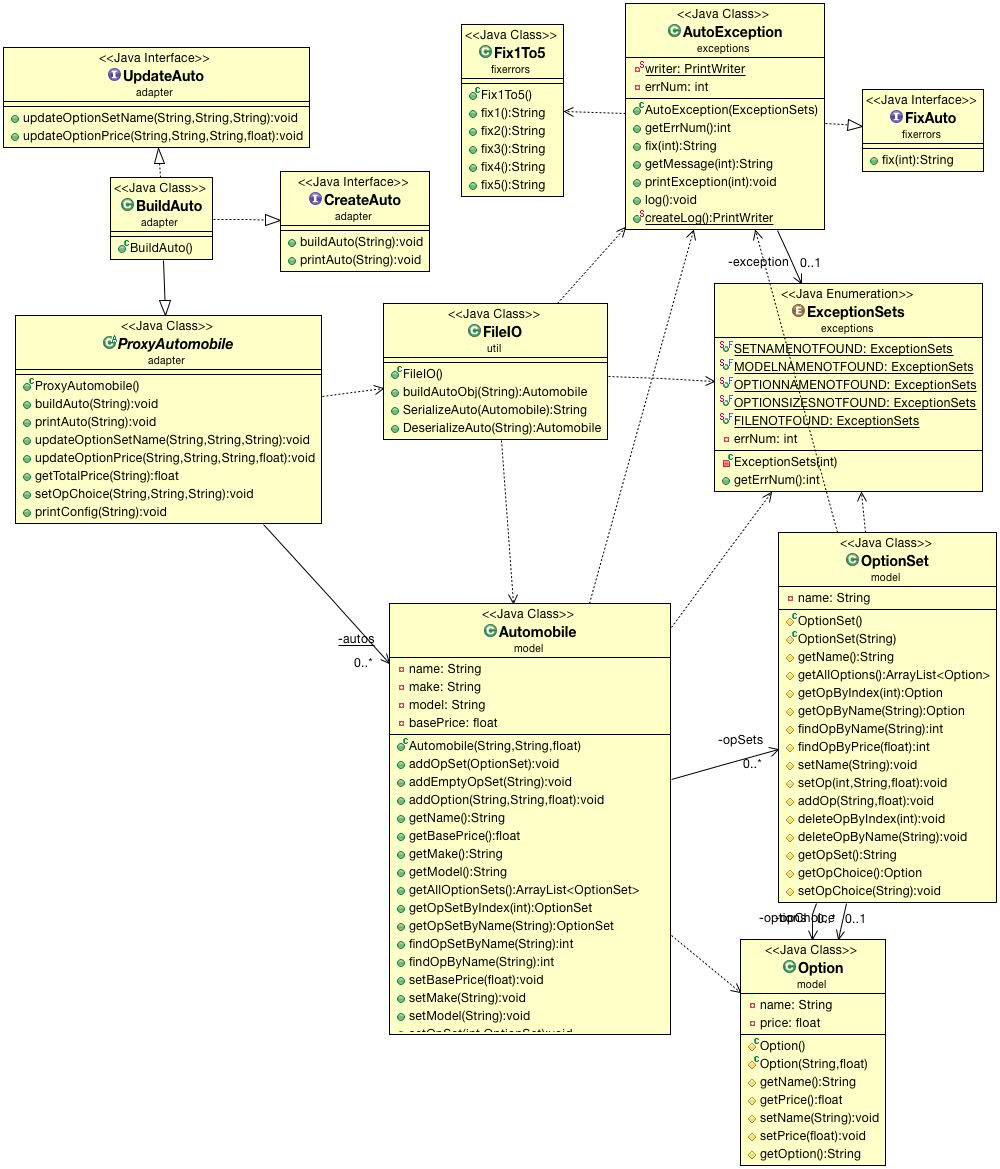 <<Java Interface>>
UpdateAuto
adapter
updateOptionSetName(String,String,String):void
updateOptionPrice(String,String,String,float):void
<<Java Class>>
BuildAuto
adapter
BuildAuto()
<<Java Interface>>
CreateAuto
adapter
buildAuto(String):void
printAuto(String):void
<<Java Class>>
Fix1To5
fixerrors
Fix1To5()
fix1():String
fix2():String
fix3():String
fix4():String
fix5():String
<<Java Class>>
AutoException
exceptions
writer: PrintWriter
errNum: int
AutoException(ExceptionSets)
getErrNum():int
fix(int):String
getMessage(int):String
printException(int):void
log():void
createLog():PrintWriter
<<Java Interface>>
FixAuto
fixerrors
fix(int):String
-exception
0..1
<<Java Class>>
ProxyAutomobile
adapter
ProxyAutomobile()
buildAuto(String):void
printAuto(String):void
updateOptionSetName(String,String,String):void
updateOptionPrice(String,String,String,float):void
getTotalPrice(String):float
setOpChoice(String,String,String):void
printConfig(String):void
<<Java Class>>
FileIO
util
FileIO()
buildAutoObj(String):Automobile
SerializeAuto(Automobile):String
DeserializeAuto(String):Automobile
<<Java Enumeration>>
ExceptionSets
exceptions
SETNAMENOTFOUND: ExceptionSets
MODELNAMENOTFOUND: ExceptionSets
OPTIONNAMENOTFOUND: ExceptionSets
OPTIONSIZESNOTFOUND: ExceptionSets
FILENOTFOUND: ExceptionSets
errNum: int
ExceptionSets(int)
getErrNum():int
-autos
0..*
<<Java Class>>
Automobile
model
name: String
make: String
model: String
basePrice: float
Automobile(String,String,float)
addOpSet(OptionSet):void
addEmptyOpSet(String):void
addOption(String,String,float):void
getName():String
getBasePrice():float
getMake():String
getModel():String
getAllOptionSets():ArrayList<OptionSet>
getOpSetByIndex(int):OptionSet
getOpSetByName(String):OptionSet
findOpSetByName(String):int
findOpByName(String):int
setBasePrice(float):void
setMake(String):void
setModel(String):void
-opSets
0..*
<<Java Class>>
OptionSet
model
name: String
OptionSet()
OptionSet(String)
getName():String
getAllOptions():ArrayList<Option>
getOpByIndex(int):Option
getOpByName(String):Option
findOpByName(String):int
findOpByPrice(float):int
setName(String):void
setOp(int,String,float):void
addOp(String,float):void
deleteOpByIndex(int):void
deleteOpByName(String):void
getOpSet():String
getOpChoice():Option
setOpChoice(String):void
0..1
<<Java Class>>
Option
model
name: String
price: float
Option()
Option(String,float)
getName():String
getPrice():float
setName(String):void
setPrice(float):void
getOption():String